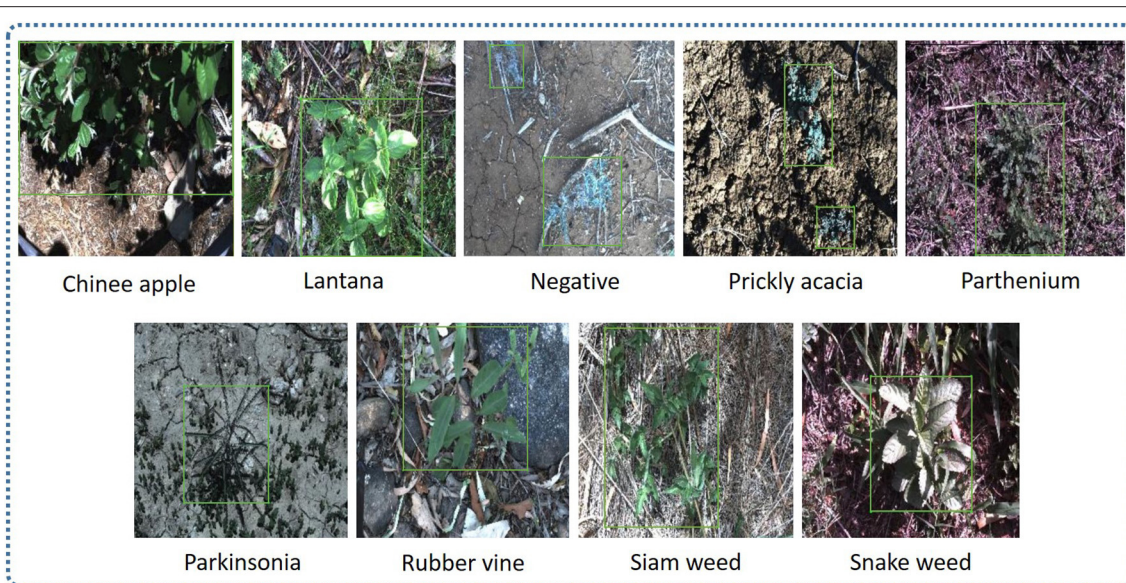 Chinee apple
Lantana
Negative
Prickly acacia
Parthenium
Parkinsonia
Rubber vine
Siam weed
Snake weed